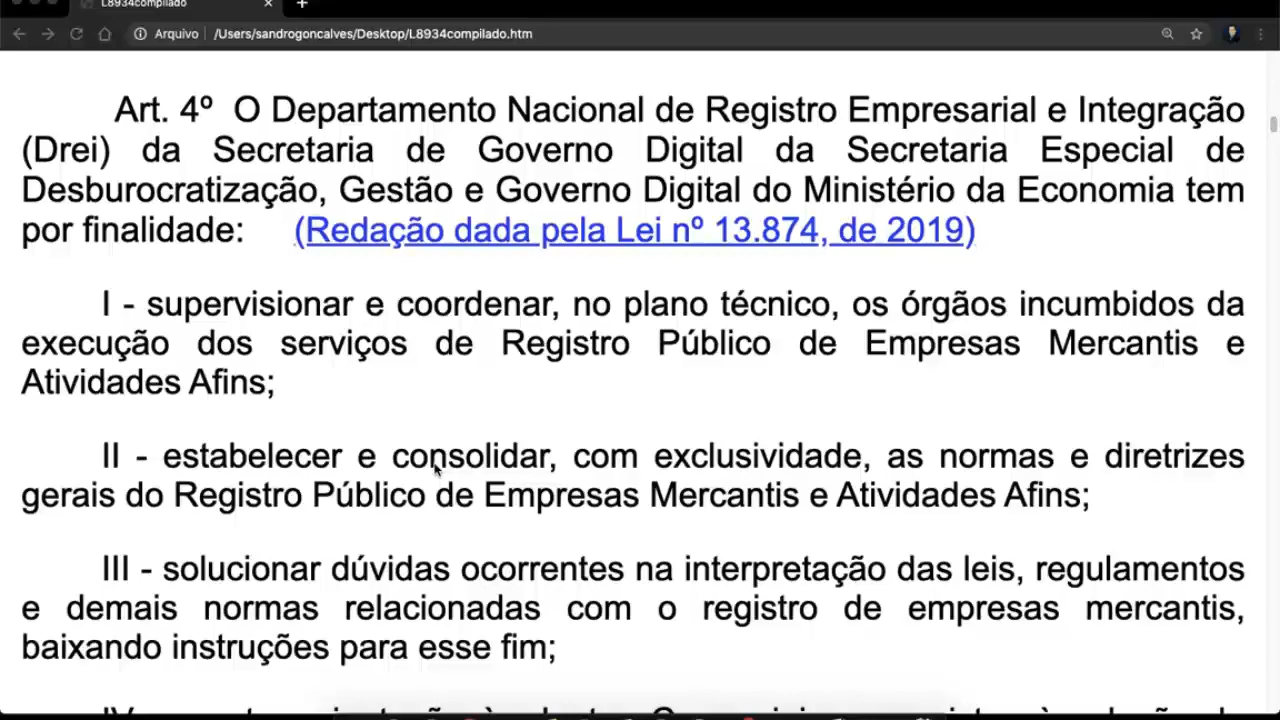 L8934compilado
Arquivo /Users/sandrogoncalves/Desktop/L8934compilado.htm
Art. 4º O Departamento Nacional de Registro Empresarial e Integração
(Drei) da Secretaria de Governo Digital da Secretaria Especial de
Desburocratização, Gestão e Governo Digital do Ministério da Economia tem
por finalidade: (Redação dada pela Lei nº 13.874, de 2019)
I - supervisionar e coordenar, no plano técnico, os órgãos incumbidos da
execução dos serviços de Registro Público de Empresas Mercantis e
Atividades Afins;
II - estabelecer e consolidar, com exclusividade, as normas e diretrizes
gerais do Registro Público de Empresas Mercantis e Atividades Afins;
III - solucionar dúvidas ocorrentes na interpretação das leis, regulamentos
e demais normas relacionadas com o registro de empresas mercantis,
baixando instruções para esse fim;